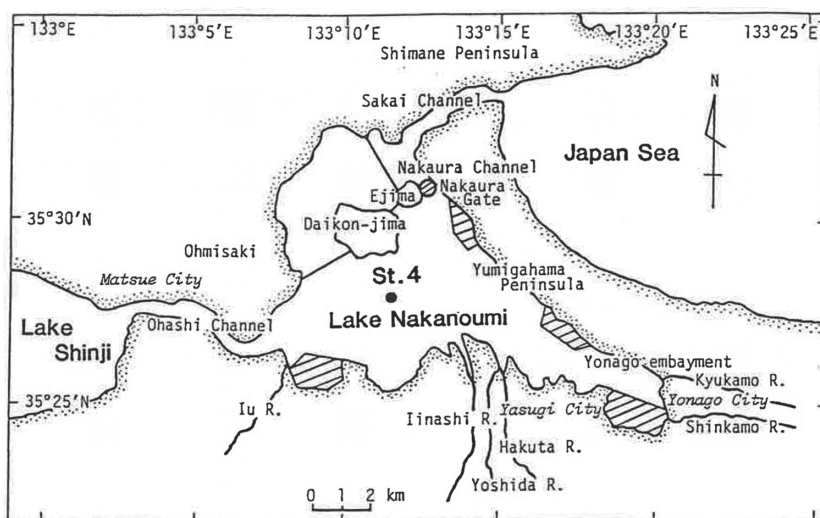 133°E 133°5′E 133°10′E 133°15′E 133°20′E 133°25′E
Shimane Peninsula
N
Sakai Channel
Japan Sea
Nakaura Channel
Ejima
Nakaura
Gate
35°30′N
Daikon-jima
Ohmisaki
Yumigahama
Peninsula
St.4
Matsue City
Lake Nakanoumi
Lake
Shinji
Ohashi Channel
Yonago embayment
Kyukamo R.
35°25′N
Iu R.
Iinashi R.
Yasugi City
Yonago City
Shinkamo R.
Hakuta R.
Yoshida R.
0 1 2 km